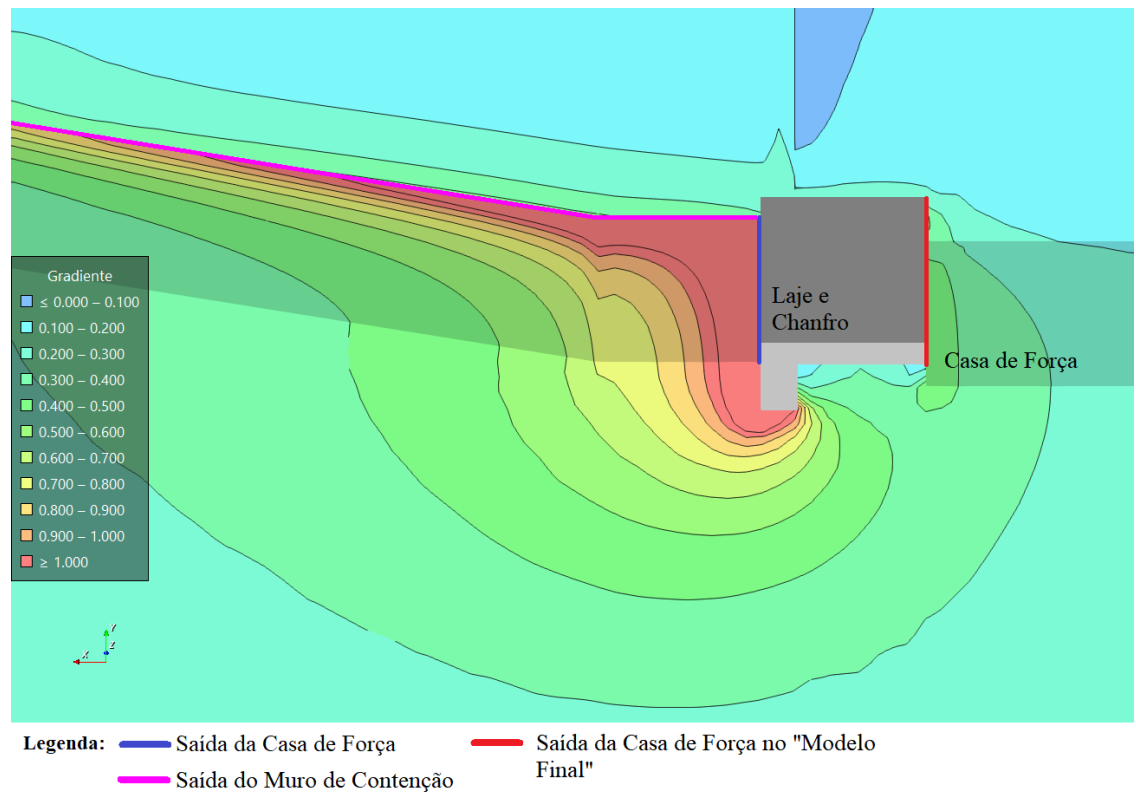 Gradiente
≤ 0.000 – 0.100
0.100 – 0.200
0.200 – 0.300
0.300 – 0.400
0.400 – 0.500
0.500 – 0.600
0.600 – 0.700
0.700 – 0.800
0.800 – 0.900
0.900 – 1.000
≥ 1.000
Laje e
Chanfro
Casa de Força
Y
Z
X
Legenda:
Saída da Casa de Força
Saída do Muro de Contenção
Saída da Casa de Força no "Modelo
Final"